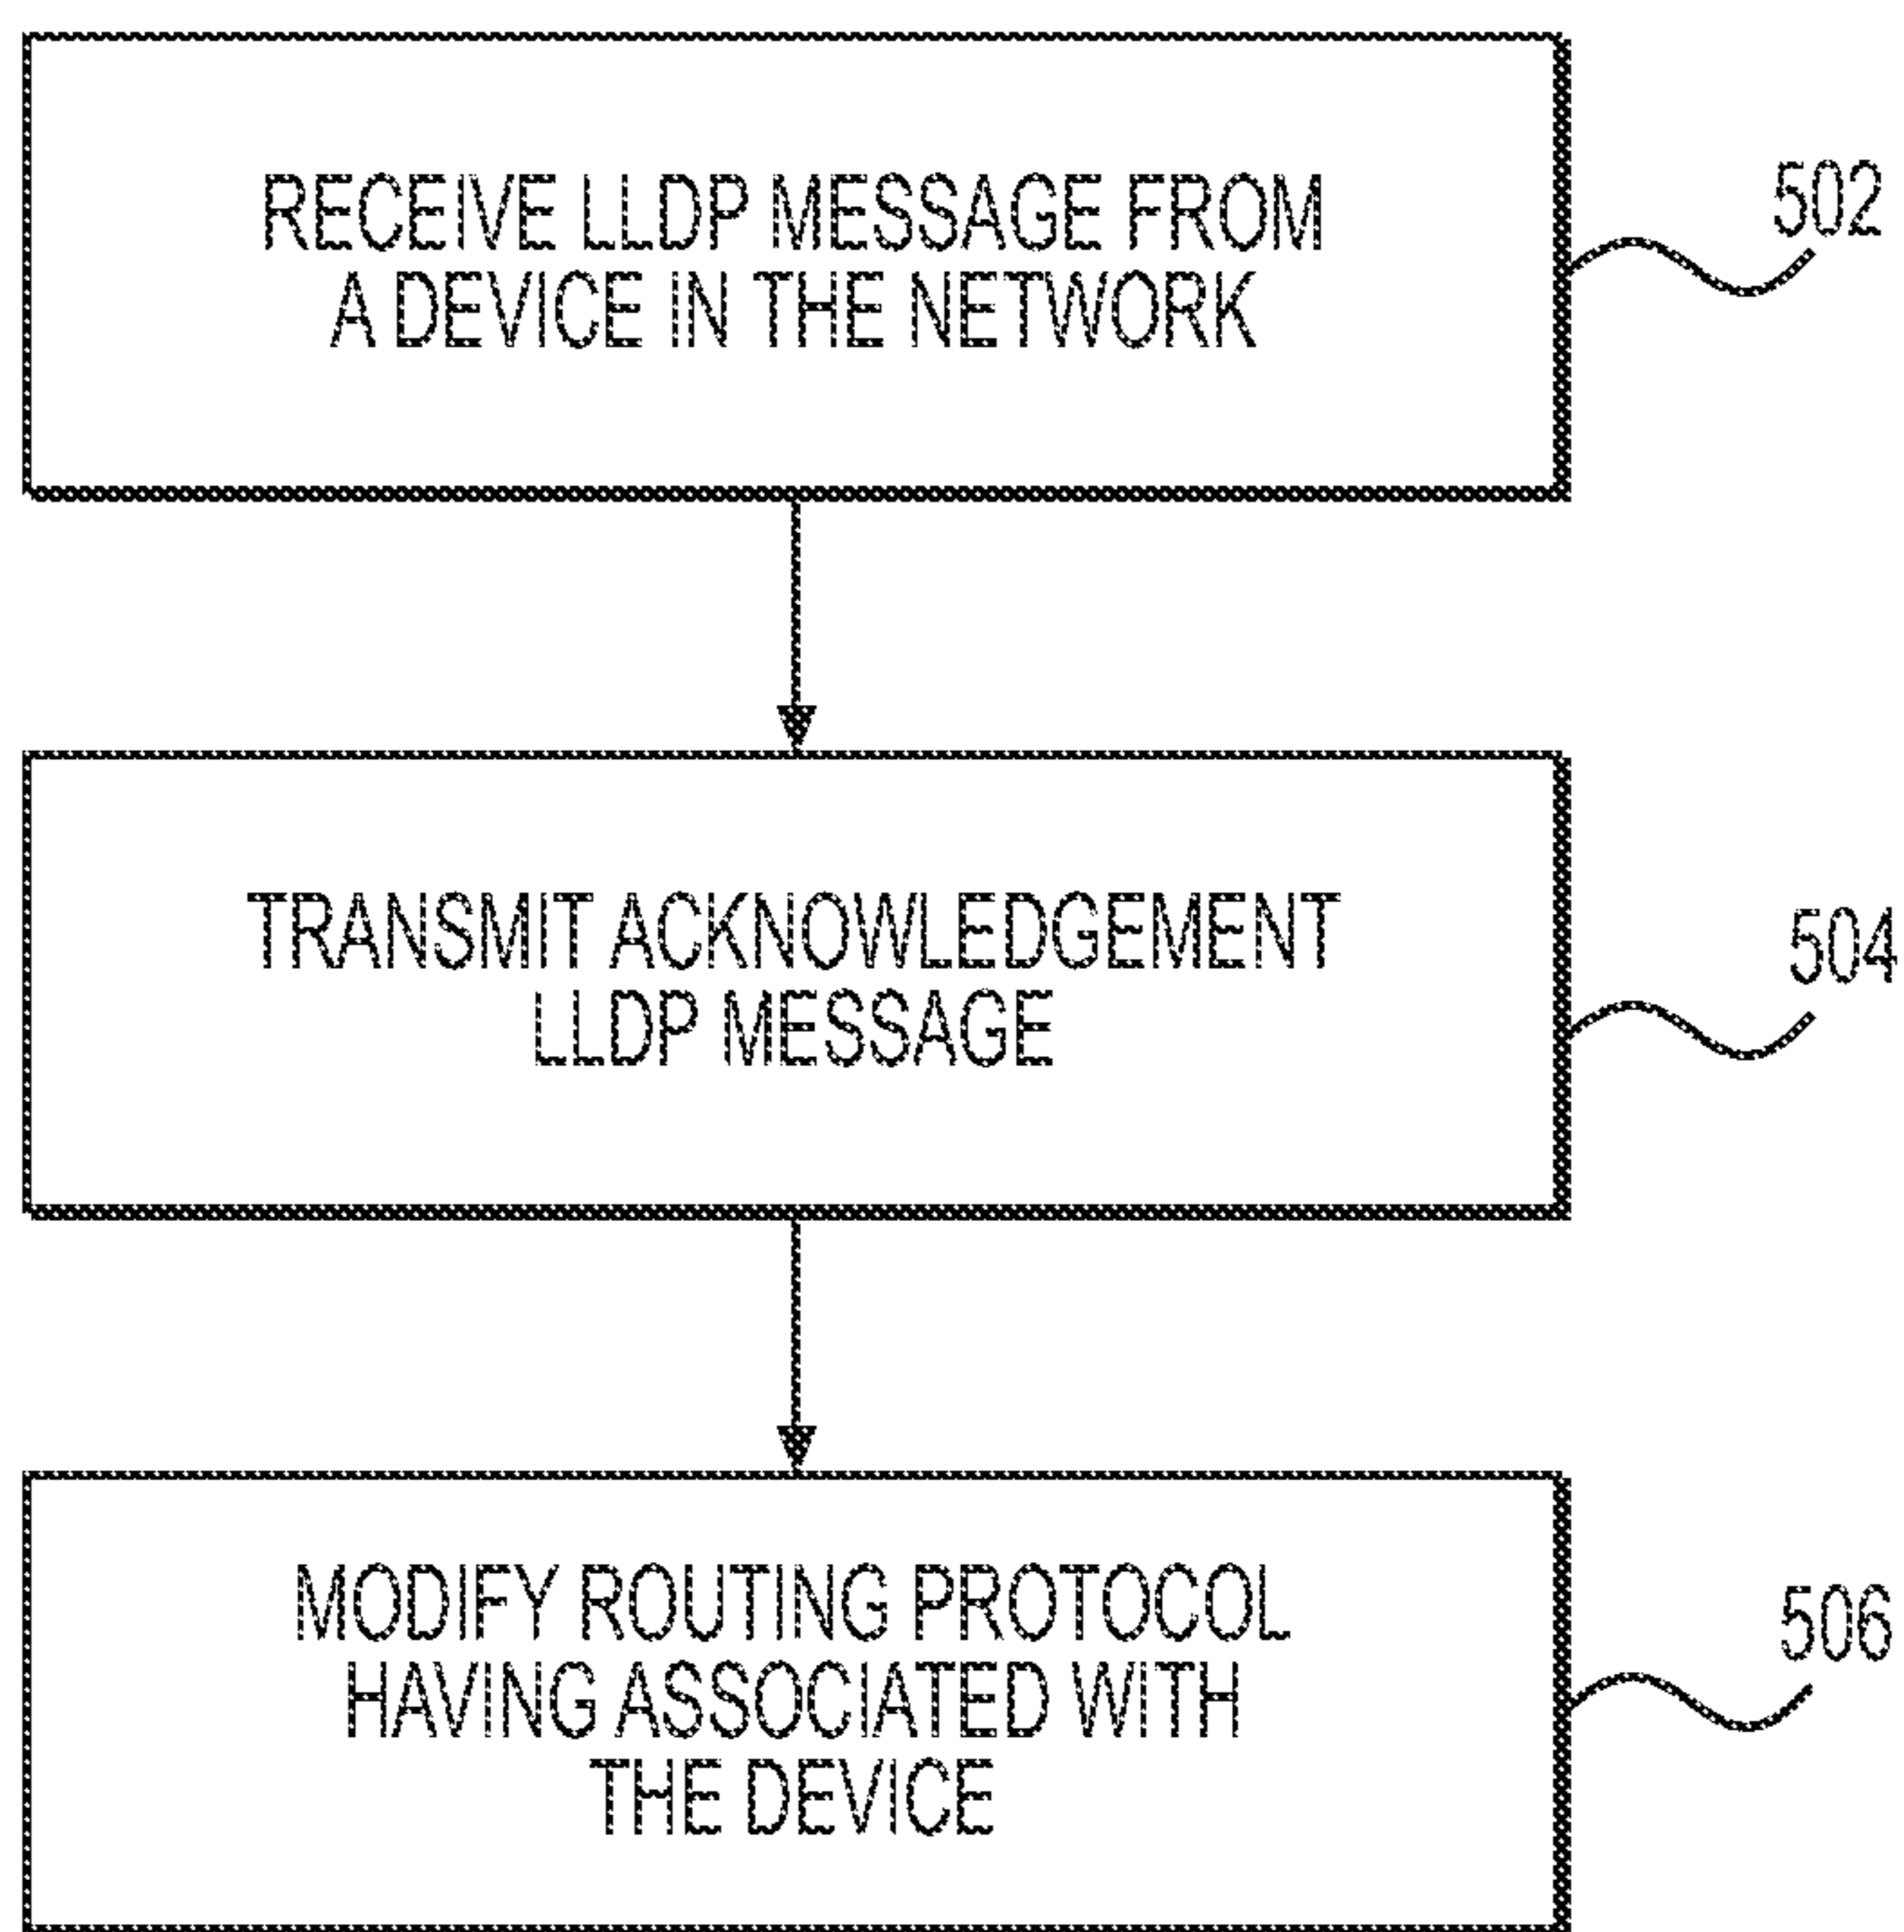 RECEIVE LLDP MESSAGE FROM
A DEVICE IN THE NETWORK
502
TRANSMIT ACKNOWLEDGEMENT
LLDP MESSAGE
504
MODIFY ROUTING PROTOCOL
HAVING ASSOCIATED WITH
THE DEVICE
506